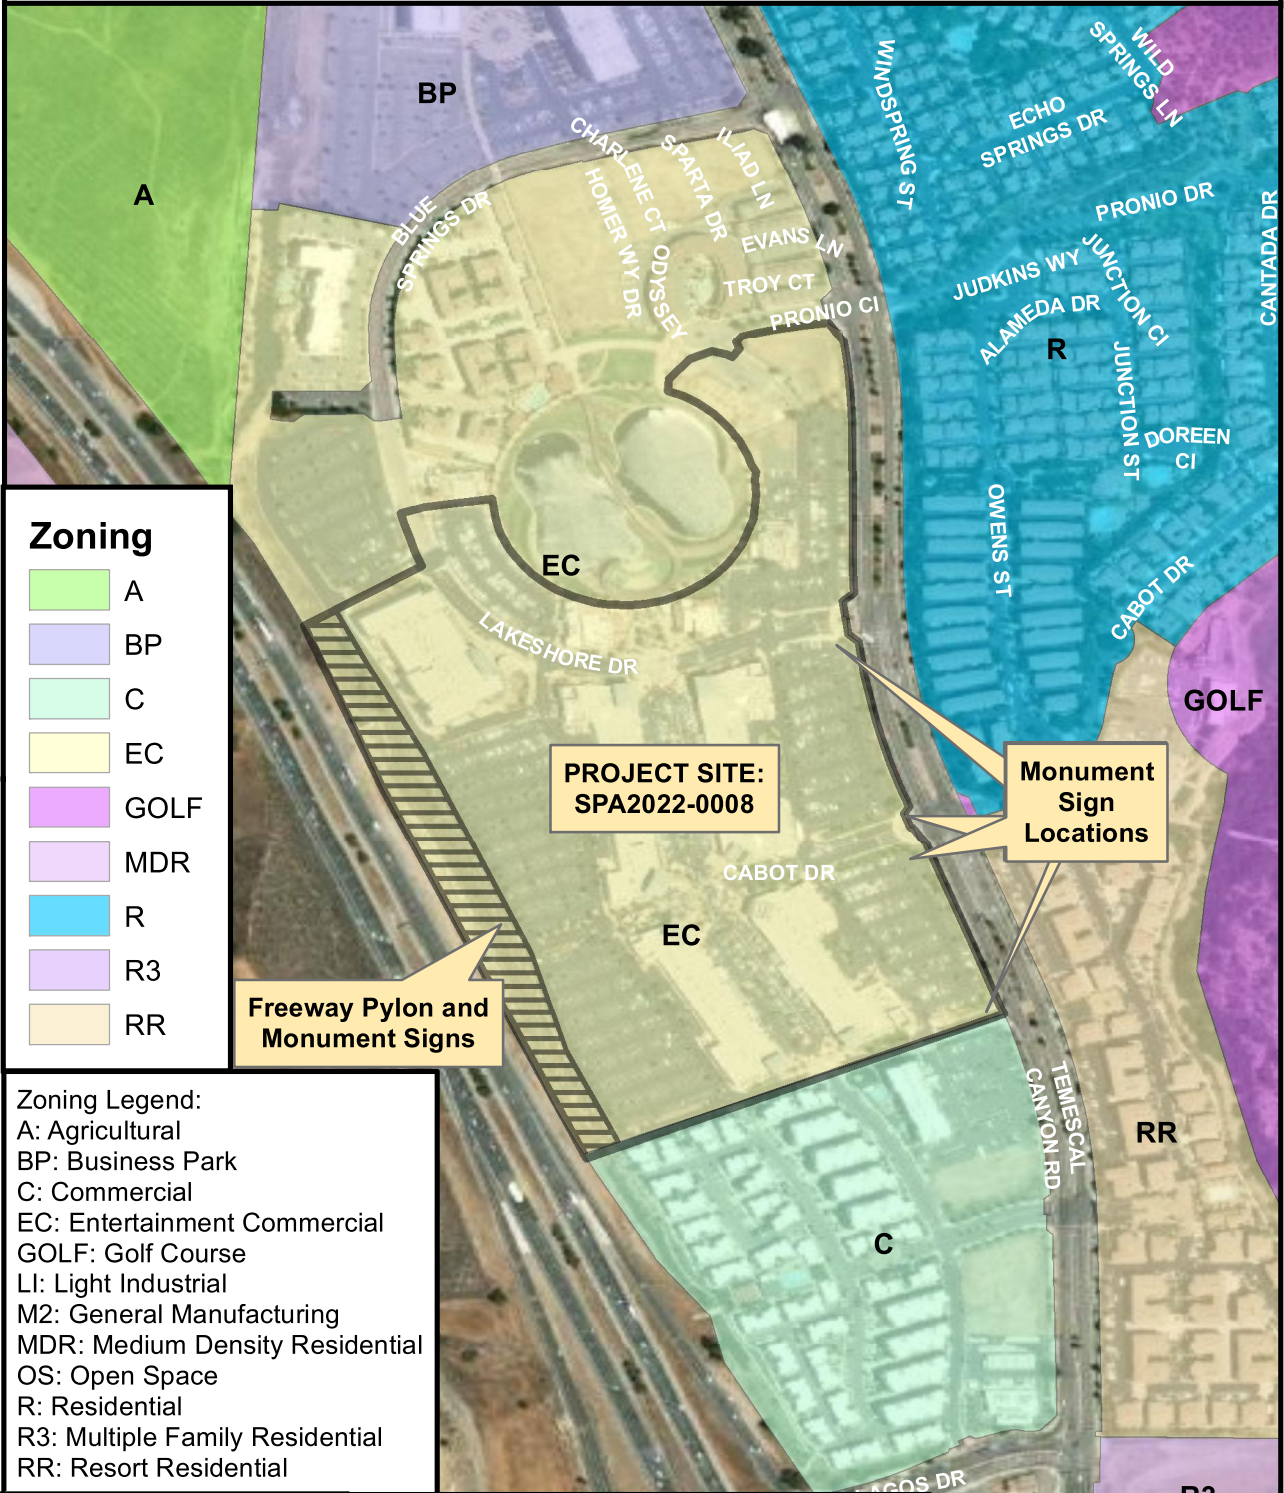 BP
A
WINDSPRING ST
WILD
SPRINGS LN
ECHO
SPRINGS DR
CHARLENE CT
SPARTA DR
ILIAD LN
HOMER WY DR
ODYSSEY
EVANS LN
TROY CT
PRONIO CI
BLUE
SPRINGS DR
PRONIO DR
CANTADA DR
JUDKINS WY
JUNCTION CI
ALAMEDA DR
R
JUNCTION ST
DOREEN
CI
OWENS ST
CABOT DR
GOLF
EC
LAKESHORE DR
PROJECT SITE:
SPA2022-0008
Monument
Sign
Locations
CABOT DR
EC
Freeway Pylon and
Monument Signs
TEMESCAL
CANYON RD
RR
C
LAGOS DR
R3
Zoning
A
BP
C
EC
GOLF
MDR
R
R3
RR
Zoning Legend:
A: Agricultural
BP: Business Park
C: Commercial
EC: Entertainment Commercial
GOLF: Golf Course
LI: Light Industrial
M2: General Manufacturing
MDR: Medium Density Residential
OS: Open Space
R: Residential
R3: Multiple Family Residential
RR: Resort Residential